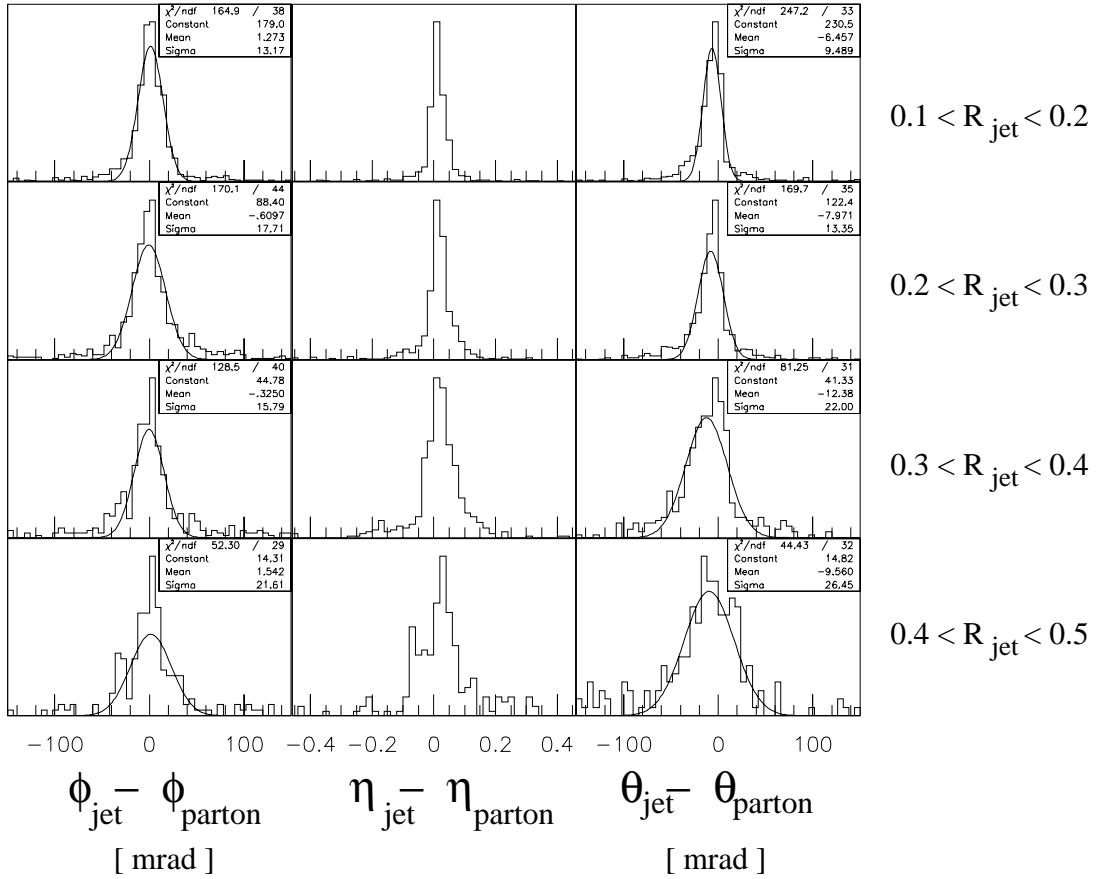 χ²/ndf 164.9 / 38
Constant 179.0
Mean 1.273
Sigma 13.17
χ²/ndf 247.2 / 33
Constant 230.5
Mean -6.457
Sigma 9.489
0.1 < R jet < 0.2
χ²/ndf 170.1 / 44
Constant 88.40
Mean -.6097
Sigma 17.71
χ²/ndf 169.7 / 35
Constant 122.4
Mean -7.971
Sigma 13.35
0.2 < R jet < 0.3
χ²/ndf 128.5 / 40
Constant 44.78
Mean -.3250
Sigma 15.79
χ²/ndf 81.25 / 31
Constant 41.33
Mean -12.38
Sigma 22.00
0.3 < R jet < 0.4
χ²/ndf 52.30 / 29
Constant 14.31
Mean 1.542
Sigma 21.61
χ²/ndf 44.43 / 32
Constant 14.82
Mean -9.560
Sigma 26.45
0.4 < R jet < 0.5
-100 0 100 -0.4 -0.2 0 0.2 0.4 -100 0 100
ϕjet - ϕparton ηjet - ηparton θjet - θparton
[ mrad ] [ mrad ]